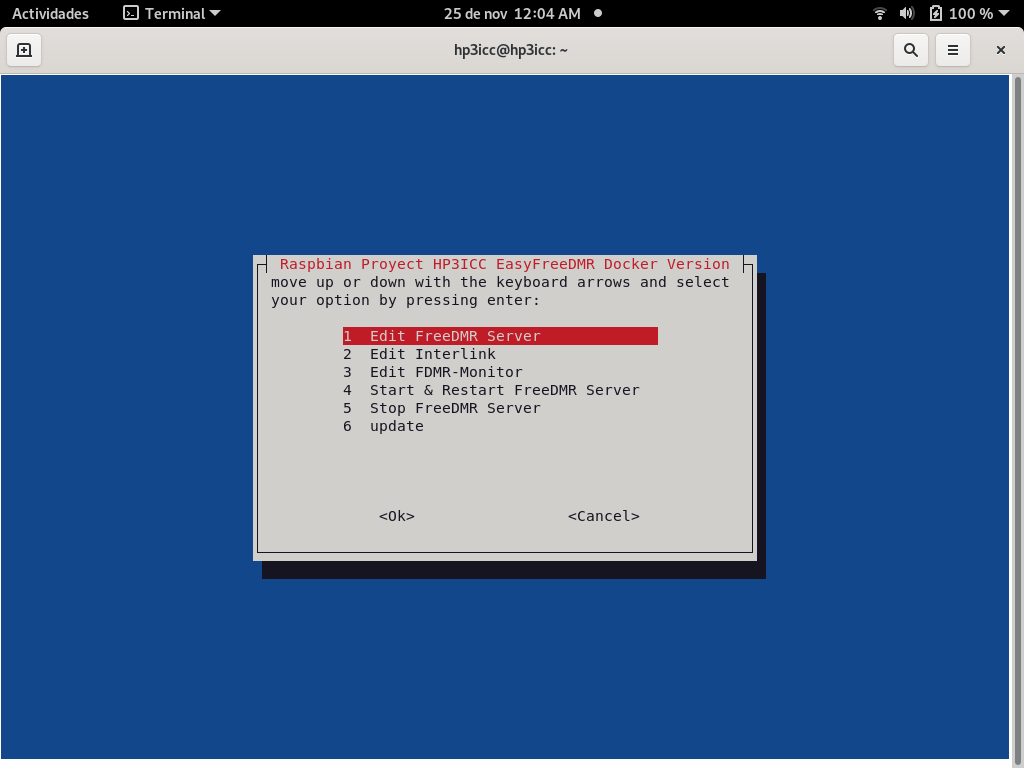 Actividades Terminal 25 de nov 12:04 AM 100 %
hp3icc@hp3icc: ~
Raspbian Proyect HP3ICC EasyFreeDMR Docker Version
move up or down with the keyboard arrows and select
your option by pressing enter:
1 Edit FreeDMR Server
2 Edit Interlink
3 Edit FDMR-Monitor
4 Start & Restart FreeDMR Server
5 Stop FreeDMR Server
6 update
<Ok> <Cancel>